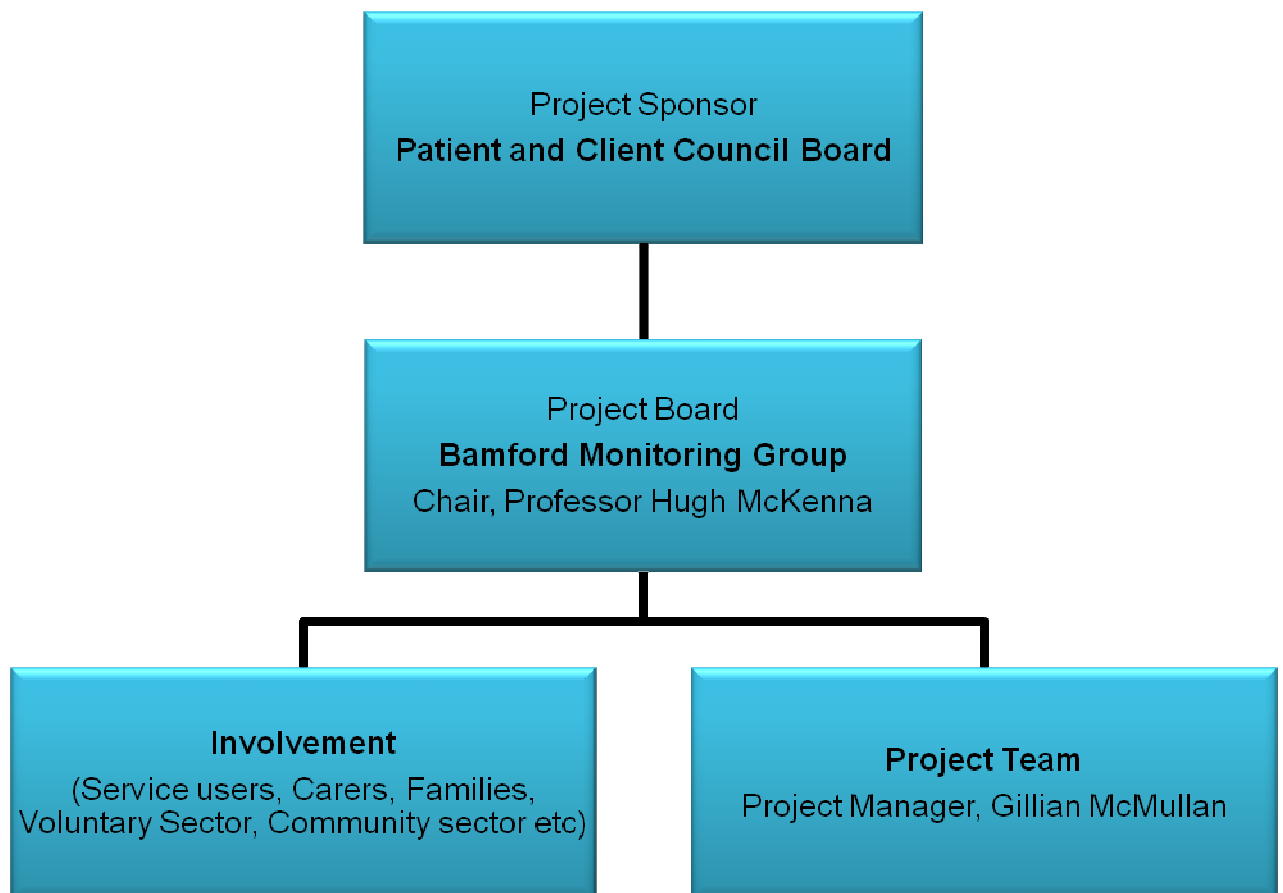 Project Sponsor
Patient and Client Council Board
Project Board
Bamford Monitoring Group
Chair, Professor Hugh McKenna
Involvement
(Service users, Carers, Families,
Voluntary Sector, Community sector etc)
Project Team
Project Manager, Gillian McMullan